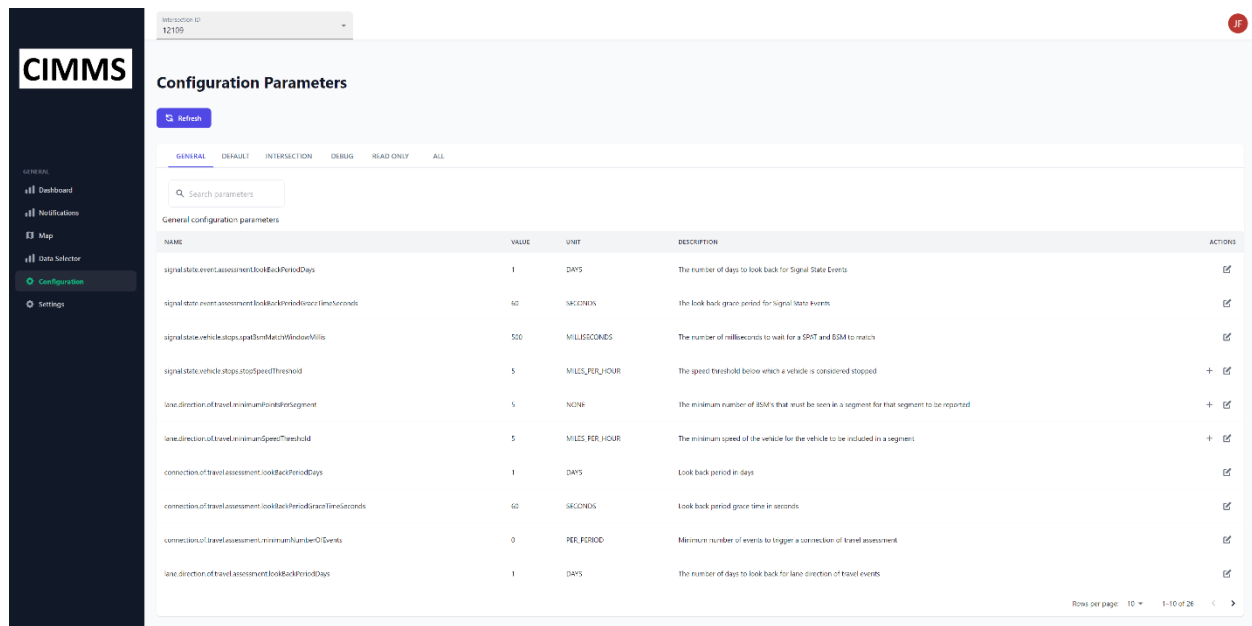 Intersection ID
12109
JF
CIMMS
Configuration Parameters
Refresh
GENERAL DEFAULT INTERSECTION DEBUG READ ONLY ALL
GENERAL
Dashboard
Notifications
Map
Data Selector
Configuration
Settings
Search parameters
General configuration parameters
NAME VALUE UNIT DESCRIPTION ACTIONS
signal.state.event.assessment.lookBackPeriodDays 1 DAYS The number of days to look back for Signal State Events
signal.state.event.assessment.lookBackPeriodGraceTimeSeconds 60 SECONDS The look back grace period for Signal State Events
signal.state.vehicle.stops.spatBsmMatchWindowMillis 500 MILLISECONDS The number of milliseconds to wait for a SPAT and BSM to match
signal.state.vehicle.stops.stopSpeedThreshold 5 MILES_PER_HOUR The speed threshold below which a vehicle is considered stopped
lane.direction.of.travel.minimumPointsPerSegment 5 NONE The minimum number of BSM's that must be seen in a segment for that segment to be reported
lane.direction.of.travel.minimumSpeedThreshold 5 MILES_PER_HOUR The minimum speed of the vehicle for the vehicle to be included in a segment
connection.of.travel.assessment.lookBackPeriodDays 1 DAYS Look back period in days
connection.of.travel.assessment.lookBackPeriodGraceTimeSeconds 60 SECONDS Look back period grace time in seconds
connection.of.travel.assessment.minimumNumberOfEvents 0 PER_PERIOD Minimum number of events to trigger a connection of travel assessment
lane.direction.of.travel.assessment.lookBackPeriodDays 1 DAYS The number of days to look back for lane direction of travel events
Rows per page: 10 1–10 of 26